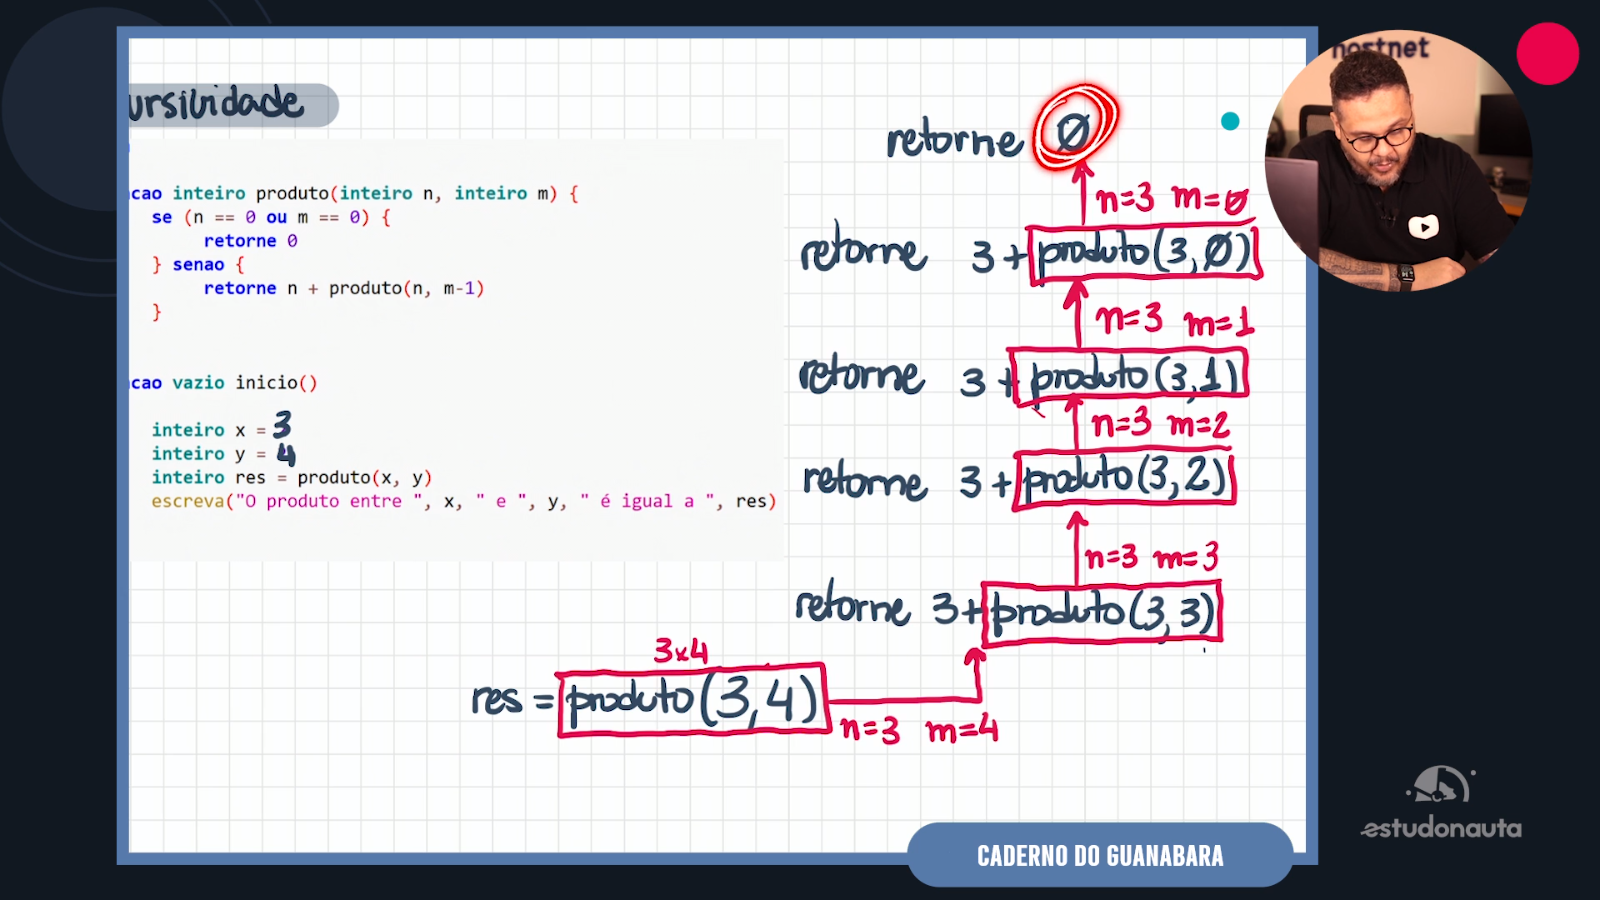 ursividade
cao inteiro produto(inteiro n, inteiro m) {
se (n == 0 ou m == 0) {
retorne 0
} senao {
retorne n + produto(n, m-1)
}
cao vazio inicio()
inteiro x = 3
inteiro y = 4
inteiro res = produto(x, y)
escreva("O produto entre ", x, " e ", y, " é igual a ", res)
retorne 0
n=3 m=0
retorne 3+produto(3,0)
n=3 m=1
retorne 3+produto(3,1)
n=3 m=2
retorne 3+produto(3,2)
n=3 m=3
retorne 3+produto(3,3)
3x4
res = produto(3,4)
n=3 m=4
hostnet
estudonauta
CADERNO DO GUANABARA